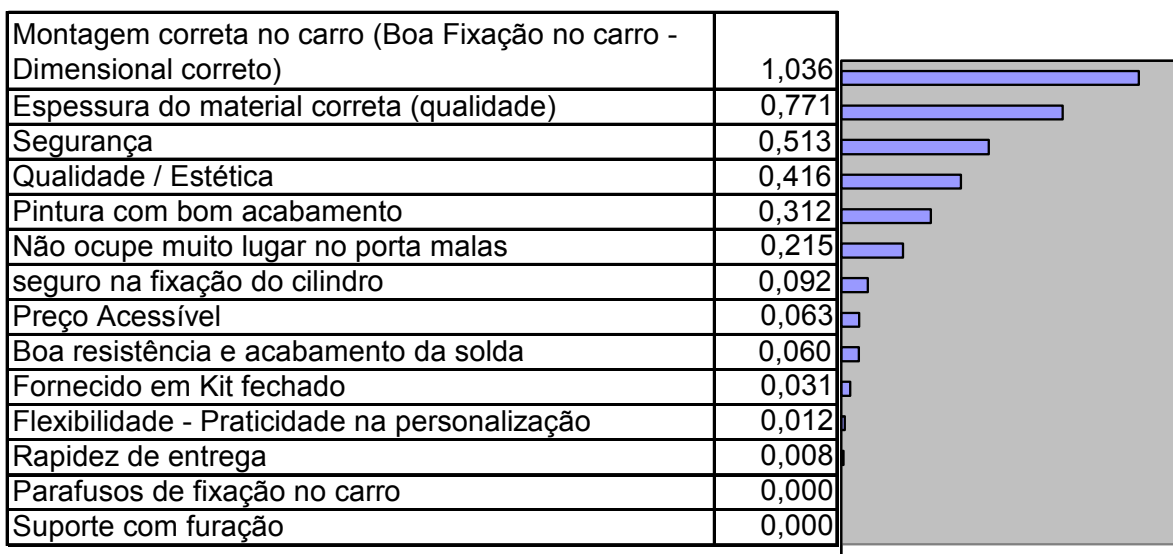 Montagem correta no carro (Boa Fixação no carro -
Dimensional correto) 1,036
Espessura do material correta (qualidade) 0,771
Segurança 0,513
Qualidade / Estética 0,416
Pintura com bom acabamento 0,312
Não ocupe muito lugar no porta malas 0,215
seguro na fixação do cilindro 0,092
Preço Acessível 0,063
Boa resistência e acabamento da solda 0,060
Fornecido em Kit fechado 0,031
Flexibilidade - Praticidade na personalização 0,012
Rapidez de entrega 0,008
Parafusos de fixação no carro 0,000
Suporte com furação 0,000